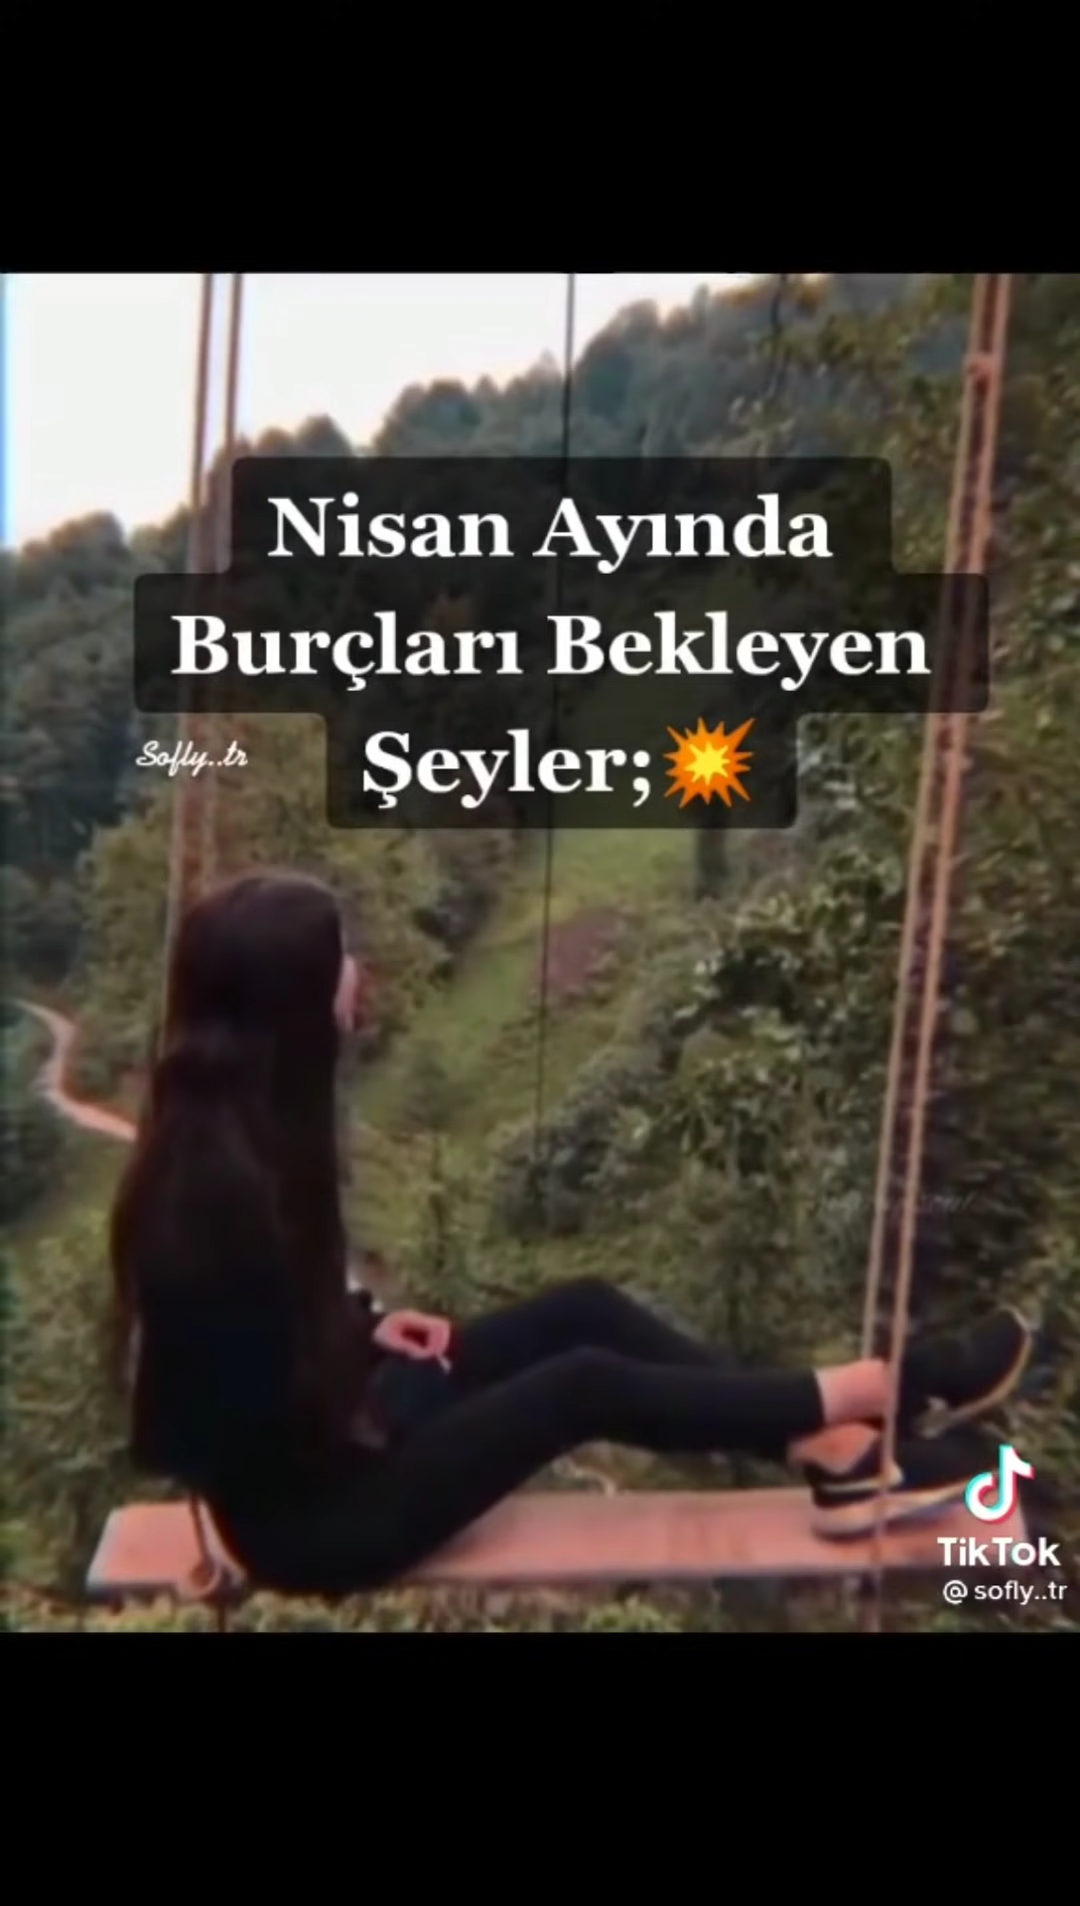 Nisan Ayında
Burçları Bekleyen
Şeyler;💥
Sofly..tr
TikTok
@ sofly..tr